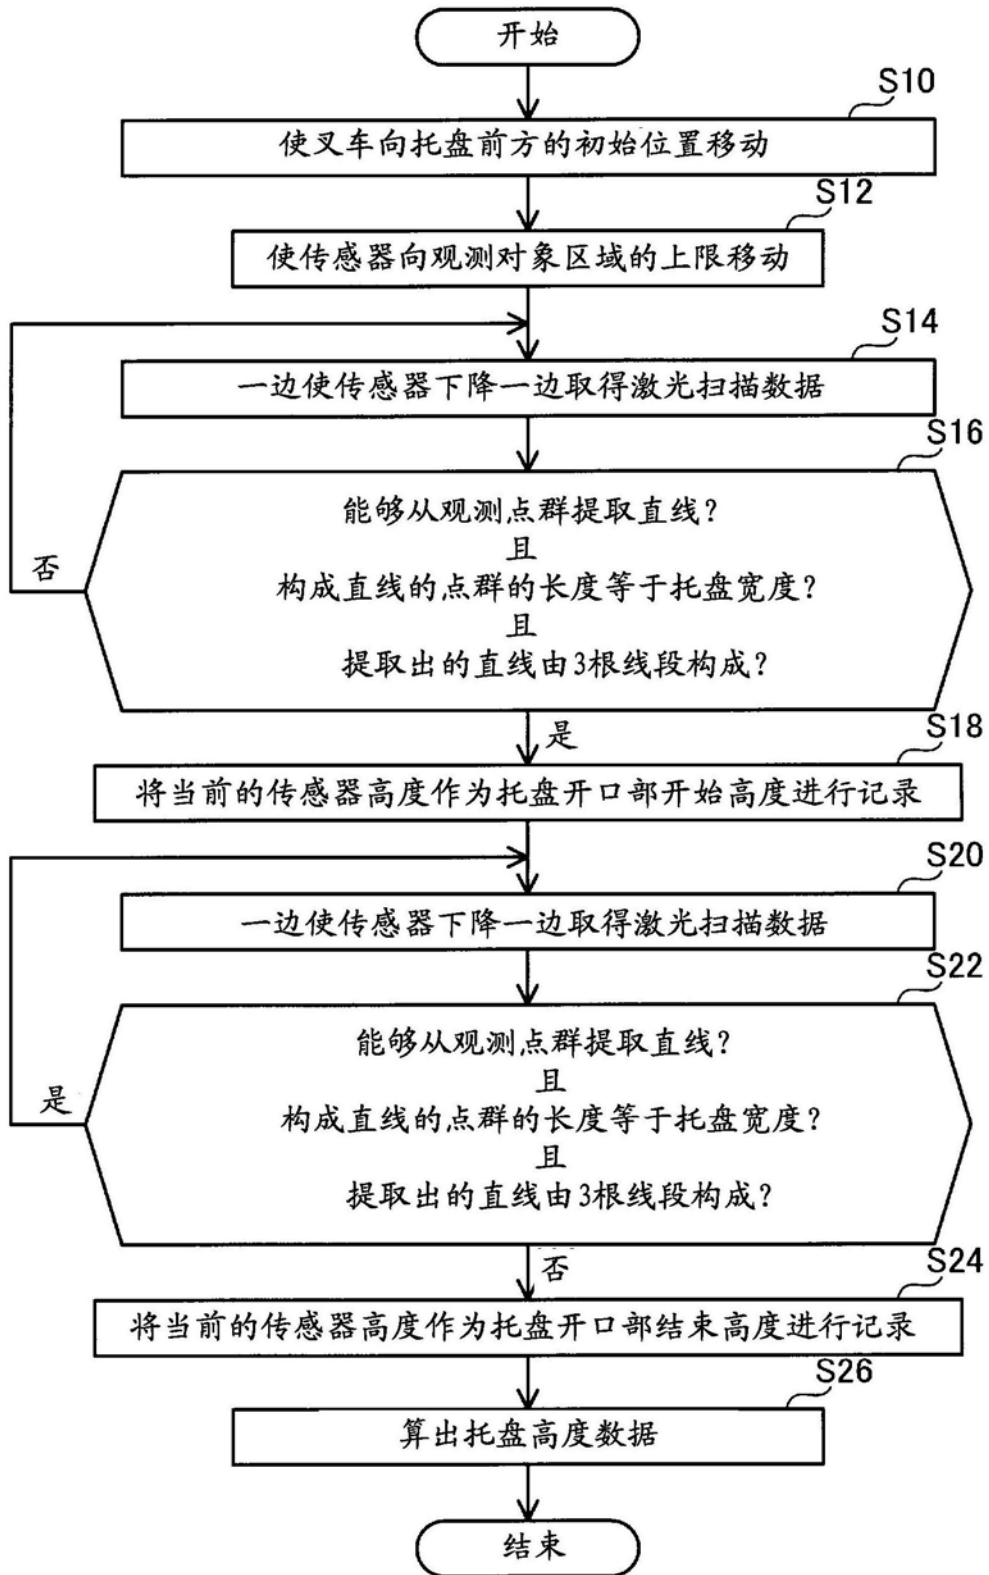 开始
S10
使叉车向托盘前方的初始位置移动
S12
使传感器向观测对象区域的上限移动
S14
一边使传感器下降一边取得激光扫描数据
S16
能够从观测点群提取直线?
且
构成直线的点群的长度等于托盘宽度?
且
提取出的直线由3根线段构成?
否
是
S18
将当前的传感器高度作为托盘开口部开始高度进行记录
S20
一边使传感器下降一边取得激光扫描数据
S22
能够从观测点群提取直线?
且
构成直线的点群的长度等于托盘宽度?
且
提取出的直线由3根线段构成?
是
否
S24
将当前的传感器高度作为托盘开口部结束高度进行记录
S26
算出托盘高度数据
结束